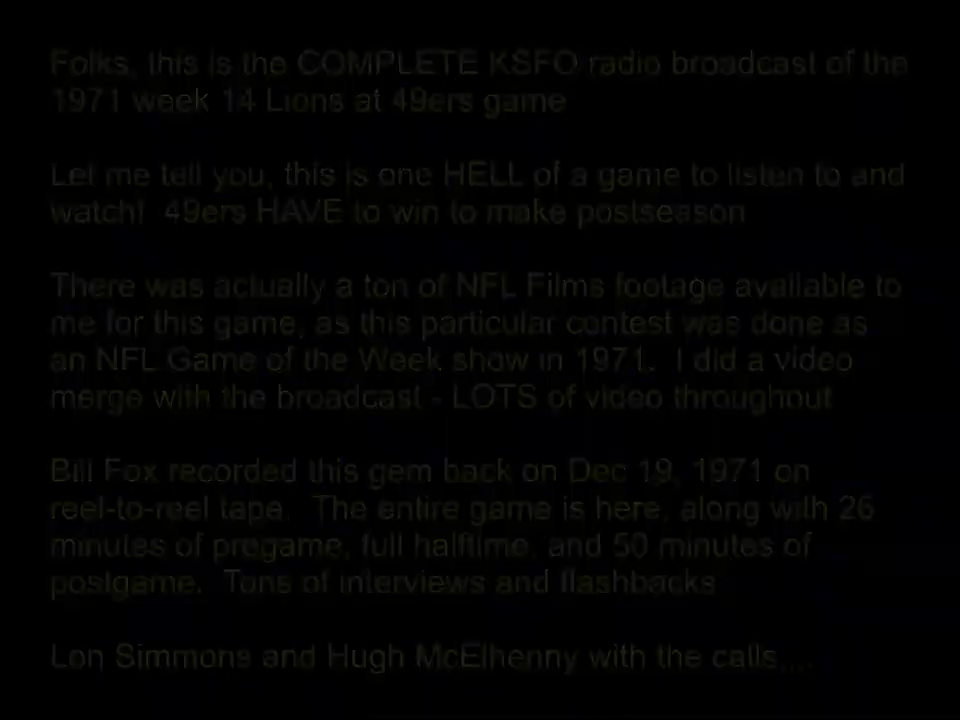 Folks, this is the COMPLETE KSFO radio broadcast of the
1971 week 14 Lions at 49ers game
Let me tell you, this is one HELL of a game to listen to and
watch! 49ers HAVE to win to make postseason
There was actually a ton of NFL Films footage available to
me for this game, as this particular contest was done as
an NFL Game of the Week show in 1971. I did a video
merge with the broadcast - LOTS of video throughout
Bill Fox recorded this gem back on Dec 19, 1971 on
reel-to-reel tape. The entire game is here, along with 26
minutes of pregame, full halftime, and 50 minutes of
postgame. Tons of interviews and flashbacks
Lon Simmons and Hugh McElhenny with the calls....